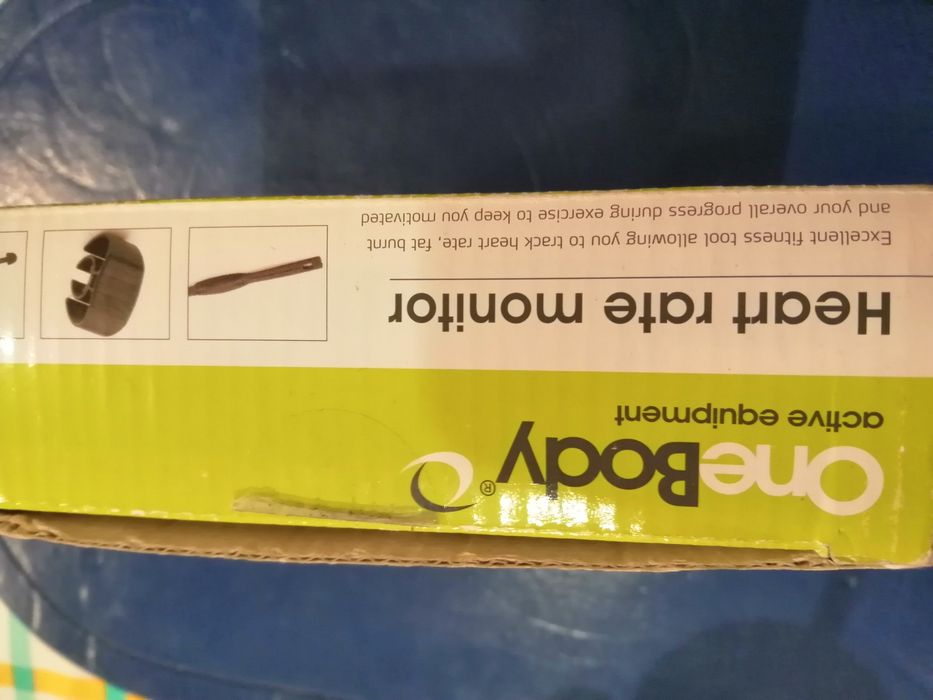 OneBody®
active equipment
Heart rate monitor
Excellent fitness tool allowing you to track heart rate, fat burnt
and your overall progress during exercise to keep you motivated